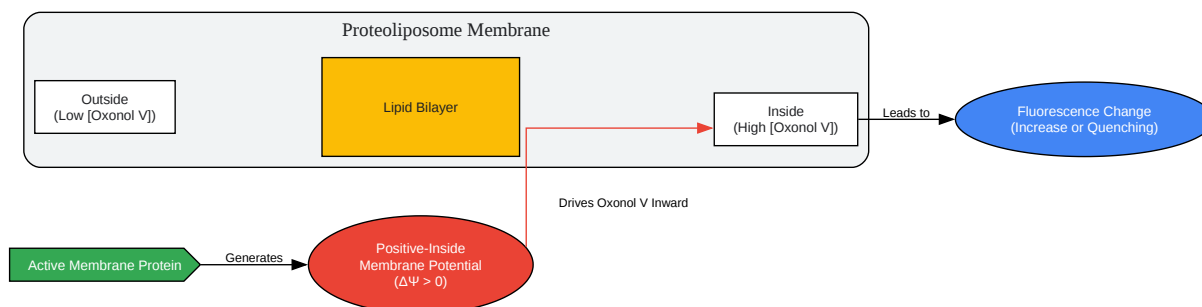 Proteoliposome Membrane
Outside
(Low [Oxonol V])
Lipid Bilayer
Inside
(High [Oxonol V])
Leads to
Fluorescence Change
(Increase or Quenching)
Drives Oxonol V Inward
Active Membrane Protein
Generates
Positive-Inside
Membrane Potential
(ΔΨ > 0)